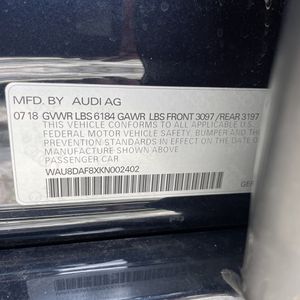 MFD. BY AUDI AG
07 18 GVWR LBS 6184 GAWR LBS FRONT 3097 / REAR 3197
THIS VEHICLE CONFORMS TO ALL APPLICABLE U.S.
FEDERAL MOTOR VEHICLE SAFETY, BUMPER AND THEFT
PREVENTION STANDARDS IN EFFECT ON THE DATE
OF MANUFACTURE SHOWN ABOVE
PASSENGER CAR
WAU8DAF8XKN002402
GER